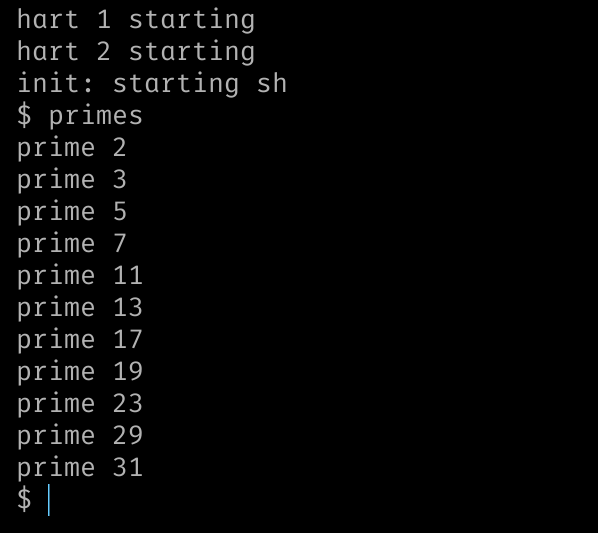 hart 1 starting
hart 2 starting
init: starting sh
$ primes
prime 2
prime 3
prime 5
prime 7
prime 11
prime 13
prime 17
prime 19
prime 23
prime 29
prime 31
$